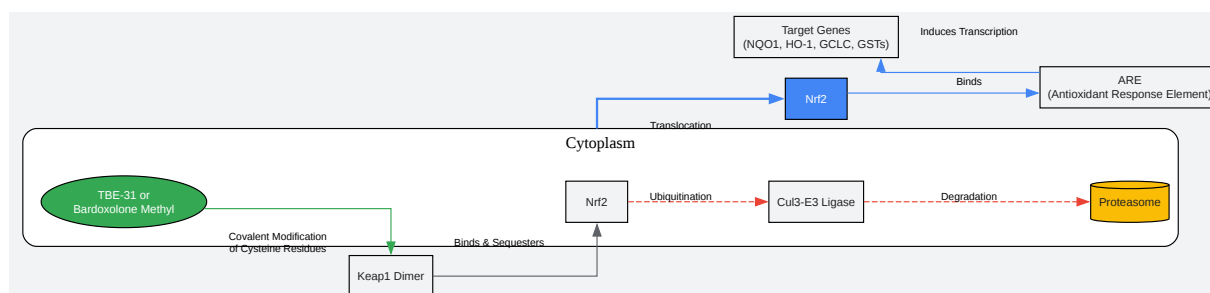 Target Genes
(NQO1, HO-1, GCLC, GSTs)
Induces Transcription
Nrf2
Binds
ARE
(Antioxidant Response Element)
Translocation
Cytoplasm
TBE-31 or
Bardoxolone Methyl
Nrf2
Ubiquitination
Cul3-E3 Ligase
Degradation
Proteasome
Covalent Modification
of Cysteine Residues
Binds & Sequesters
Keap1 Dimer